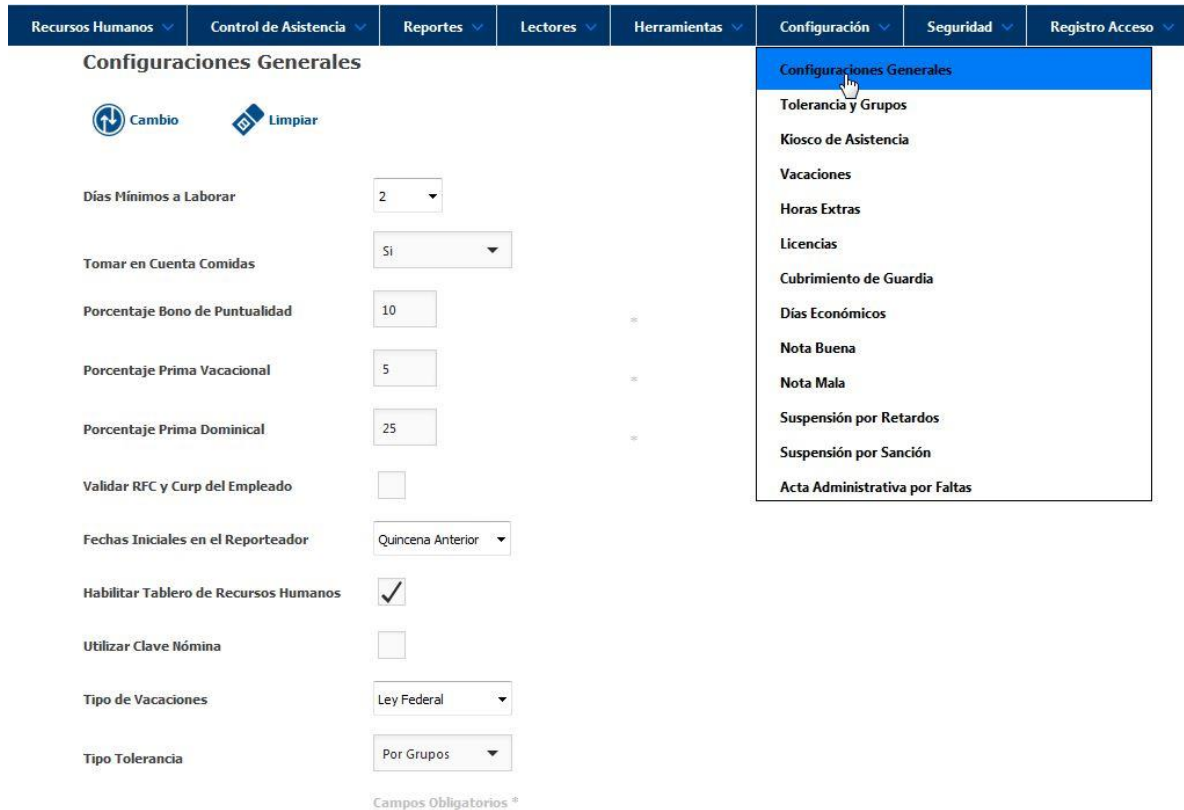 Recursos Humanos
Control de Asistencia
Reportes
Lectores
Herramientas
Configuración
Seguridad
Registro Acceso
Configuraciones Generales
Cambio
Limpiar
Días Mínimos a Laborar
2
Tomar en Cuenta Comidas
Si
Porcentaje Bono de Puntualidad
10
*
Porcentaje Prima Vacacional
5
*
Porcentaje Prima Dominical
25
*
Validar RFC y Curp del Empleado
Fechas Iniciales en el Reporteador
Quincena Anterior
Habilitar Tablero de Recursos Humanos
Utilizar Clave Nómina
Tipo de Vacaciones
Ley Federal
Tipo Tolerancia
Por Grupos
Campos Obligatorios *
Configuraciones Generales
Tolerancia y Grupos
Kiosco de Asistencia
Vacaciones
Horas Extras
Licencias
Cubrimiento de Guardia
Días Económicos
Nota Buena
Nota Mala
Suspensión por Retardos
Suspensión por Sanción
Acta Administrativa por Faltas